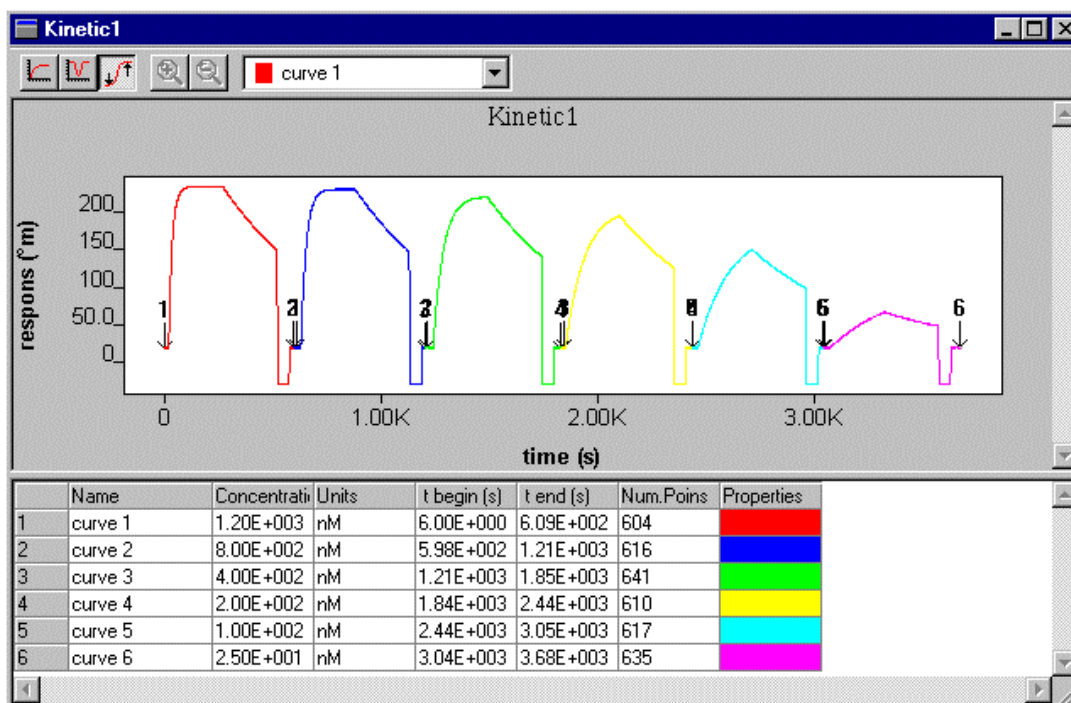 Kinetic1
curve 1
Kinetic1
respons (°m)
200
150
100
50.0
0
1 2 3 6 6
0 1.00K 2.00K 3.00K
time (s)
Name Concentrati Units t begin (s) t end (s) Num.Poins Properties
1 curve 1 1.20E+003 nM 6.00E+000 6.09E+002 604
2 curve 2 8.00E+002 nM 5.98E+002 1.21E+003 616
3 curve 3 4.00E+002 nM 1.21E+003 1.85E+003 641
4 curve 4 2.00E+002 nM 1.84E+003 2.44E+003 610
5 curve 5 1.00E+002 nM 2.44E+003 3.05E+003 617
6 curve 6 2.50E+001 nM 3.04E+003 3.68E+003 635